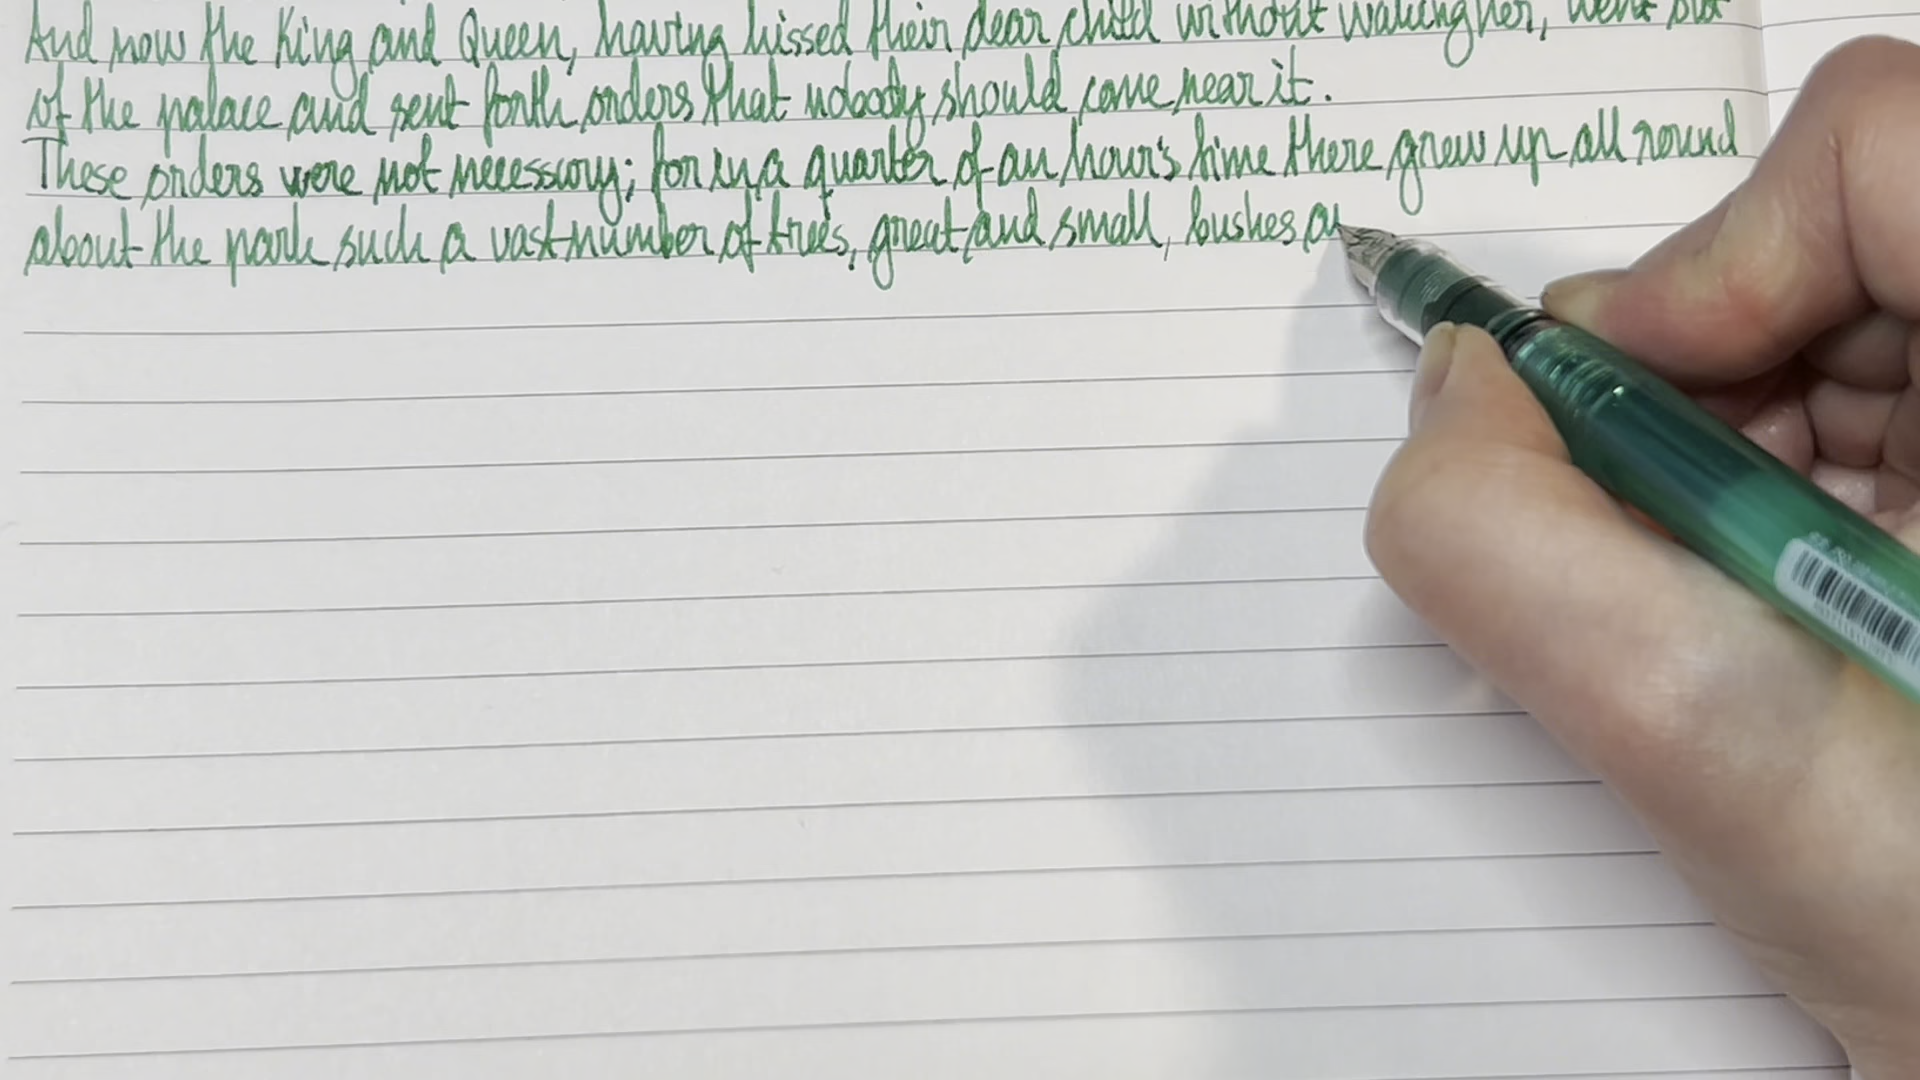 And now the King and Queen, having kissed their dear child without waking her, went out
of the palace and sent forth orders that nobody should come near it.
These orders were not necessary; for in a quarter of an hour's time there grew up all round
about the park such a vast number of trees, great and small, bushes an